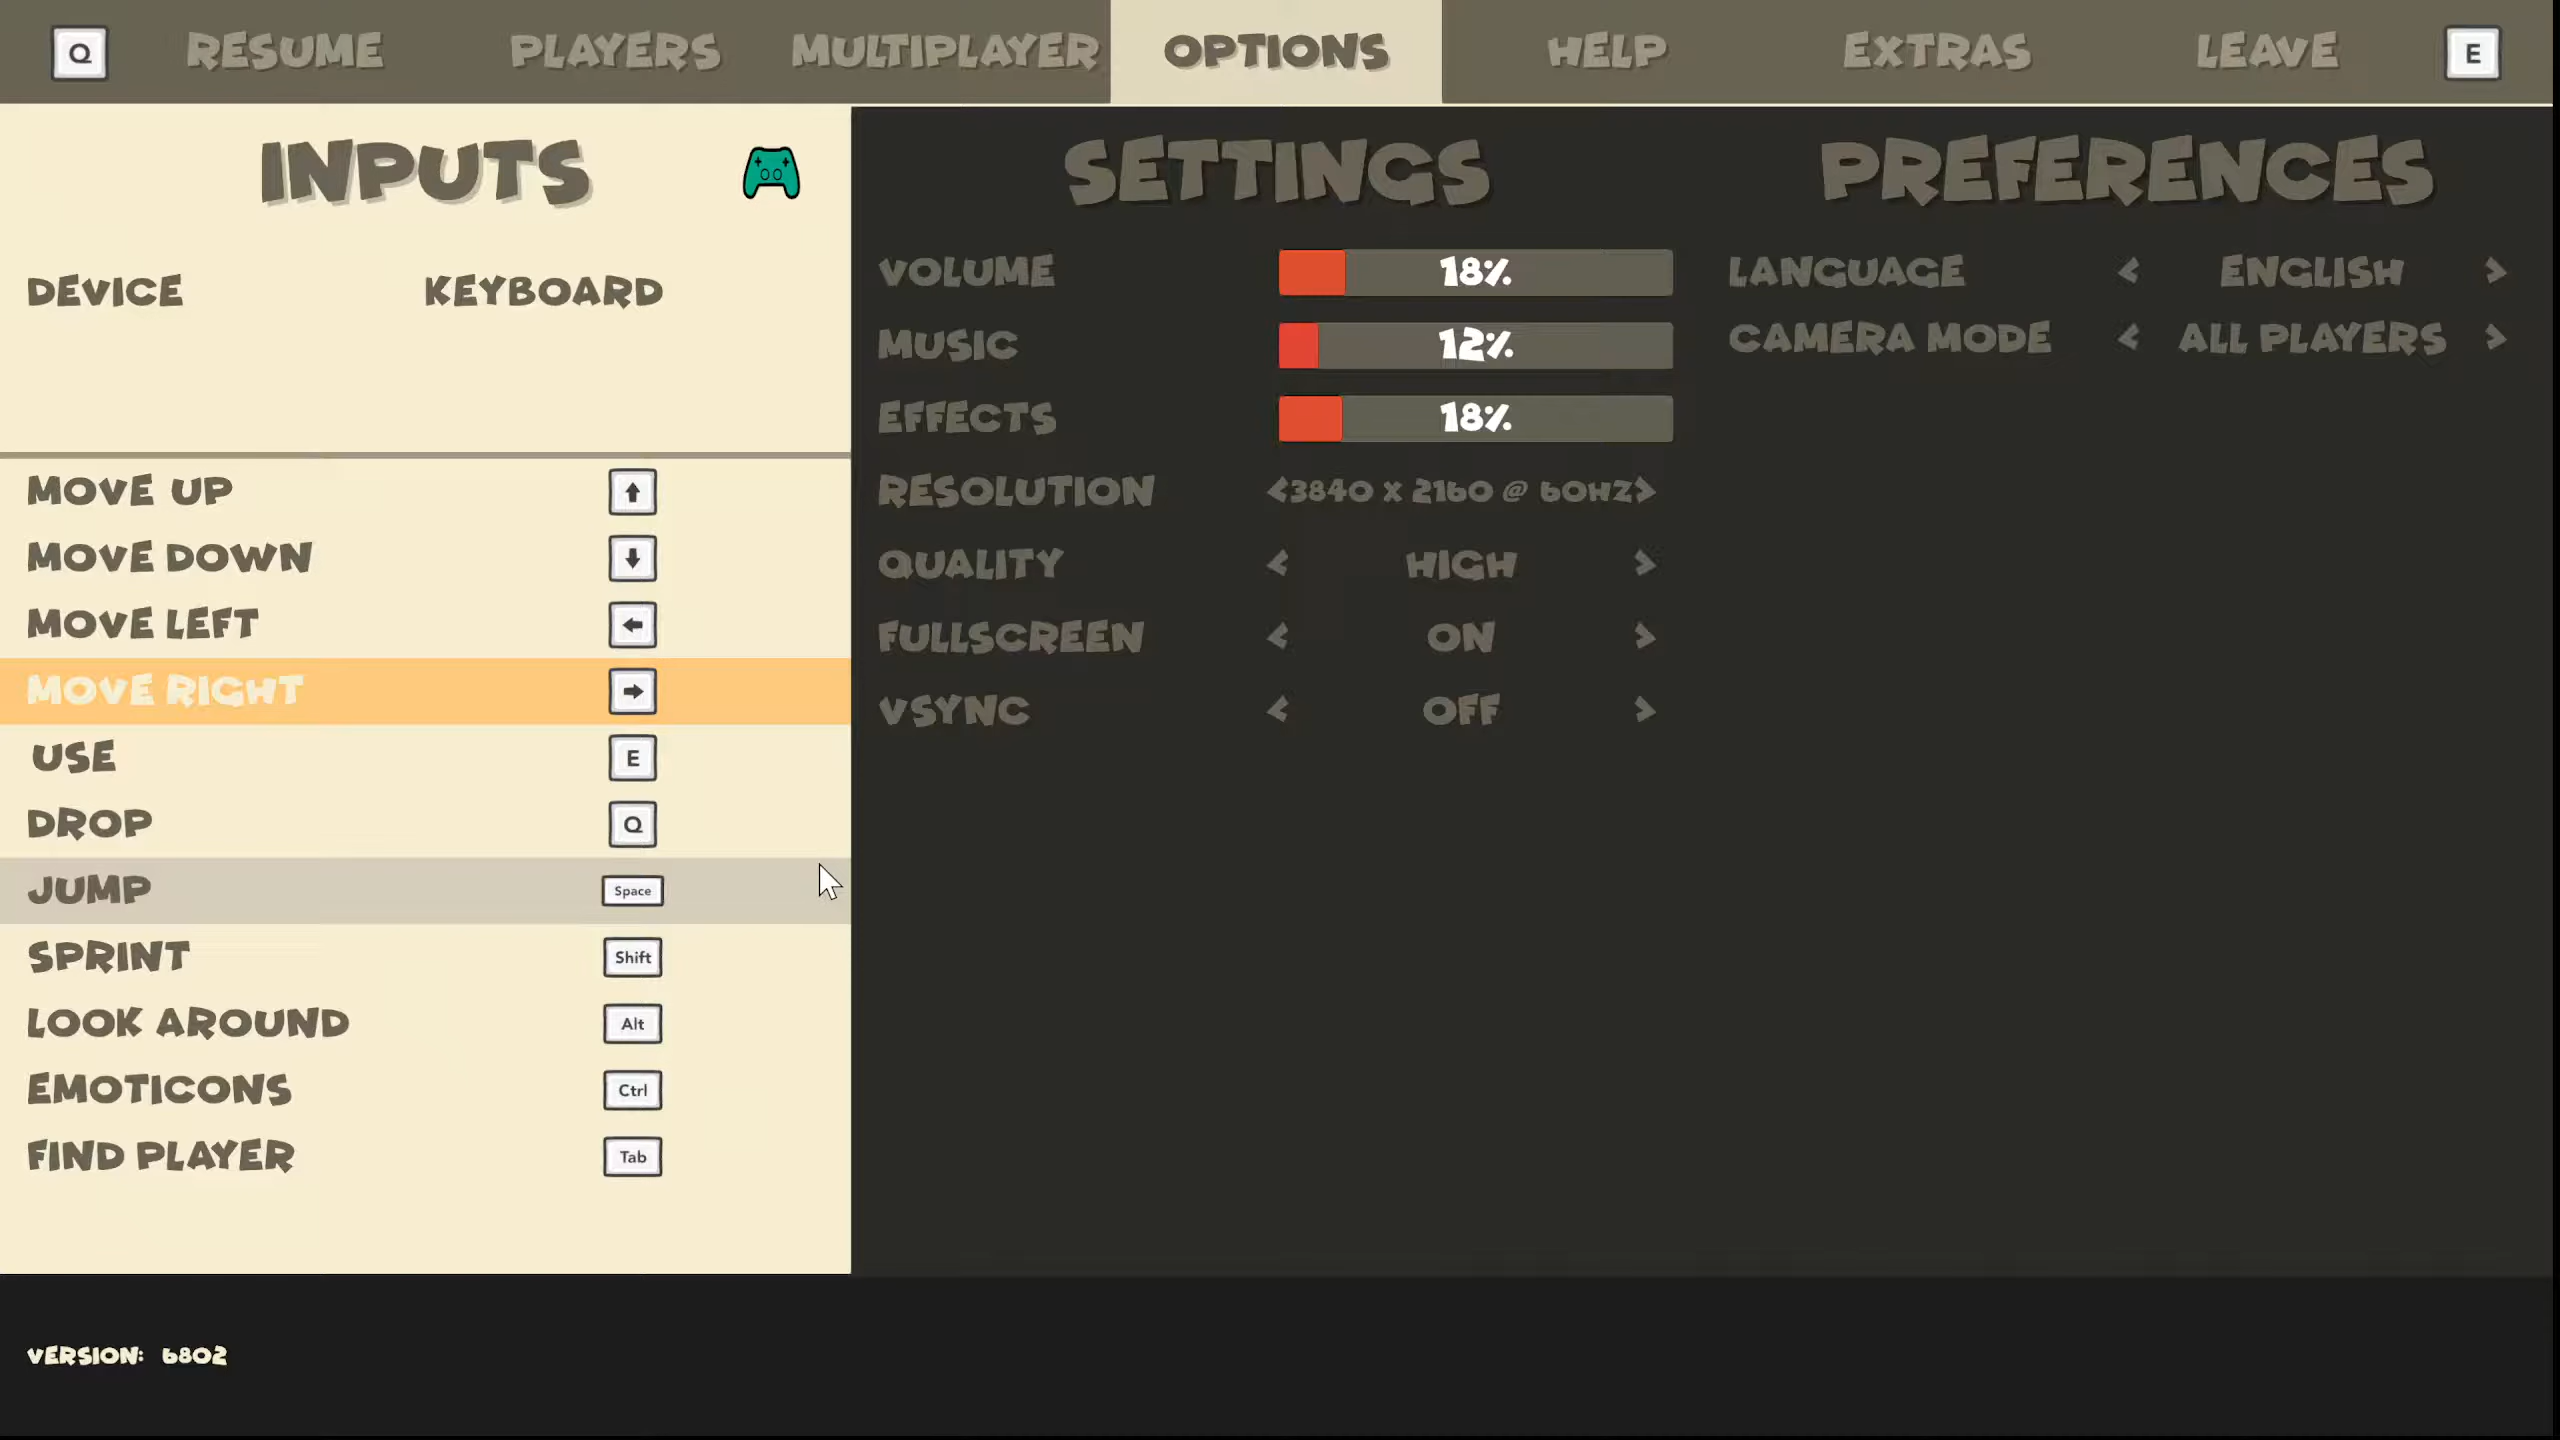 Q RESUME PLAYERS MULTIPLAYER OPTIONS HELP EXTRAS LEAVE E
INPUTS
DEVICE KEYBOARD
MOVE UP
MOVE DOWN
MOVE LEFT
MOVE RIGHT
USE E
DROP Q
JUMP Space
SPRINT Shift
LOOK AROUND Alt
EMOTICONS Ctrl
FIND PLAYER Tab
SETTINGS
VOLUME 18%
MUSIC 12%
EFFECTS 18%
RESOLUTION <3840 X 2160 @ 60HZ>
QUALITY < HIGH >
FULLSCREEN < ON >
VSYNC < OFF >
PREFERENCES
LANGUAGE < ENGLISH >
CAMERA MODE < ALL PLAYERS >
VERSION: 6802